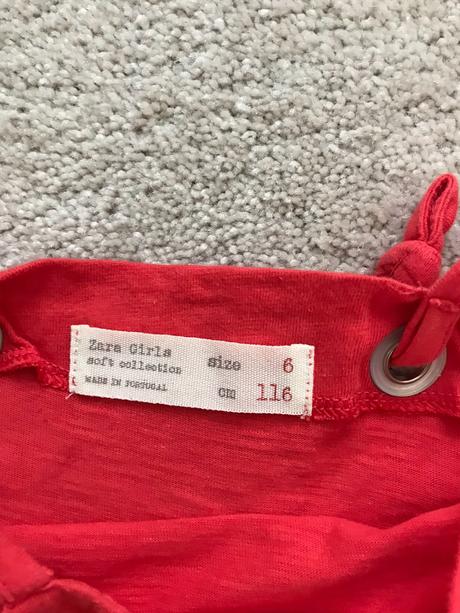 Zara Girls size 6
soft collection
MADE IN PORTUGAL CM 116